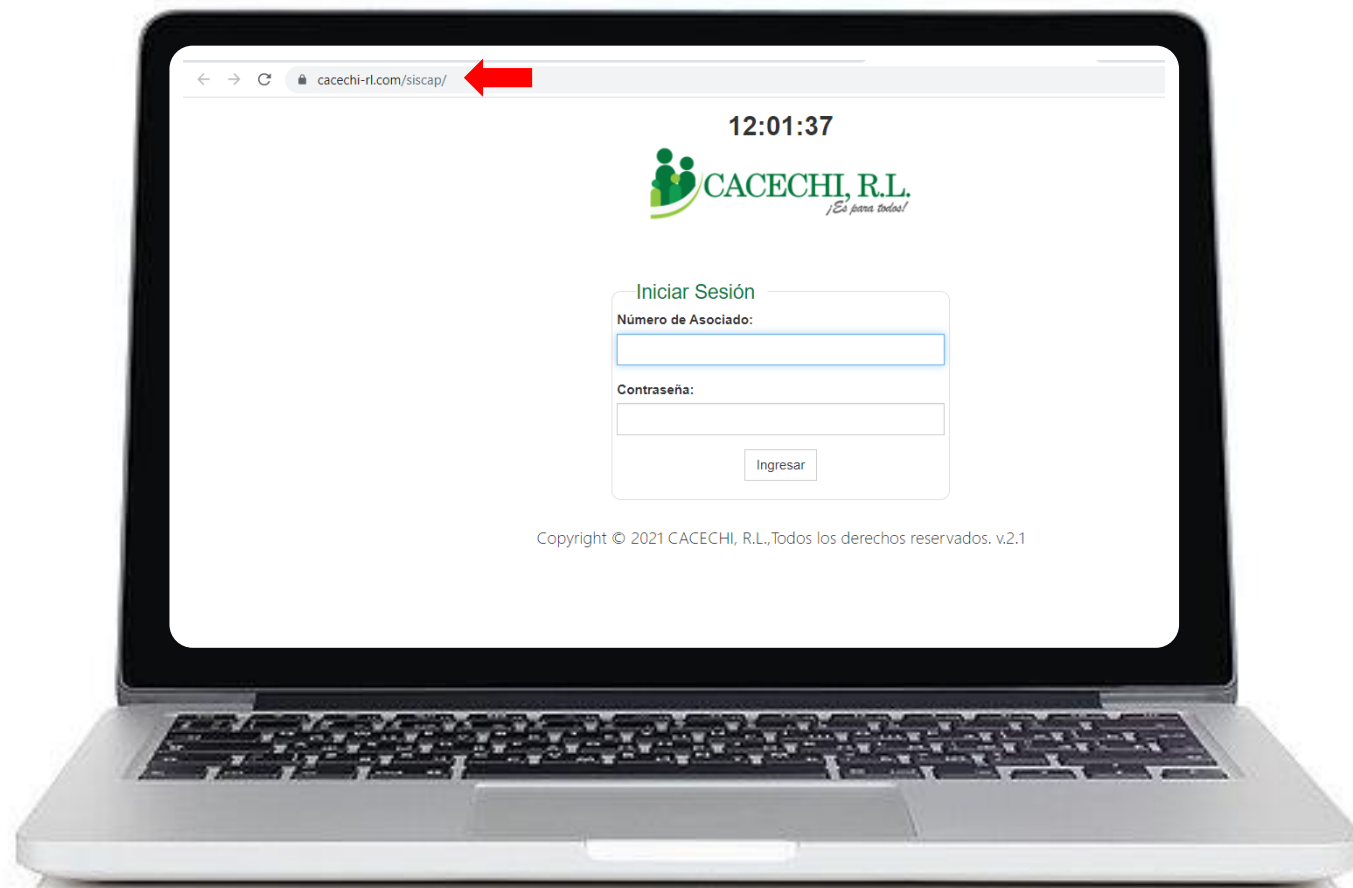 cacechi-rl.com/siscap/
12:01:37
CACECHI, R.L.
¡Es para todos!
Iniciar Sesión
Número de Asociado:
Contraseña:
Ingresar
Copyright © 2021 CACECHI, R.L.,Todos los derechos reservados. v.2.1